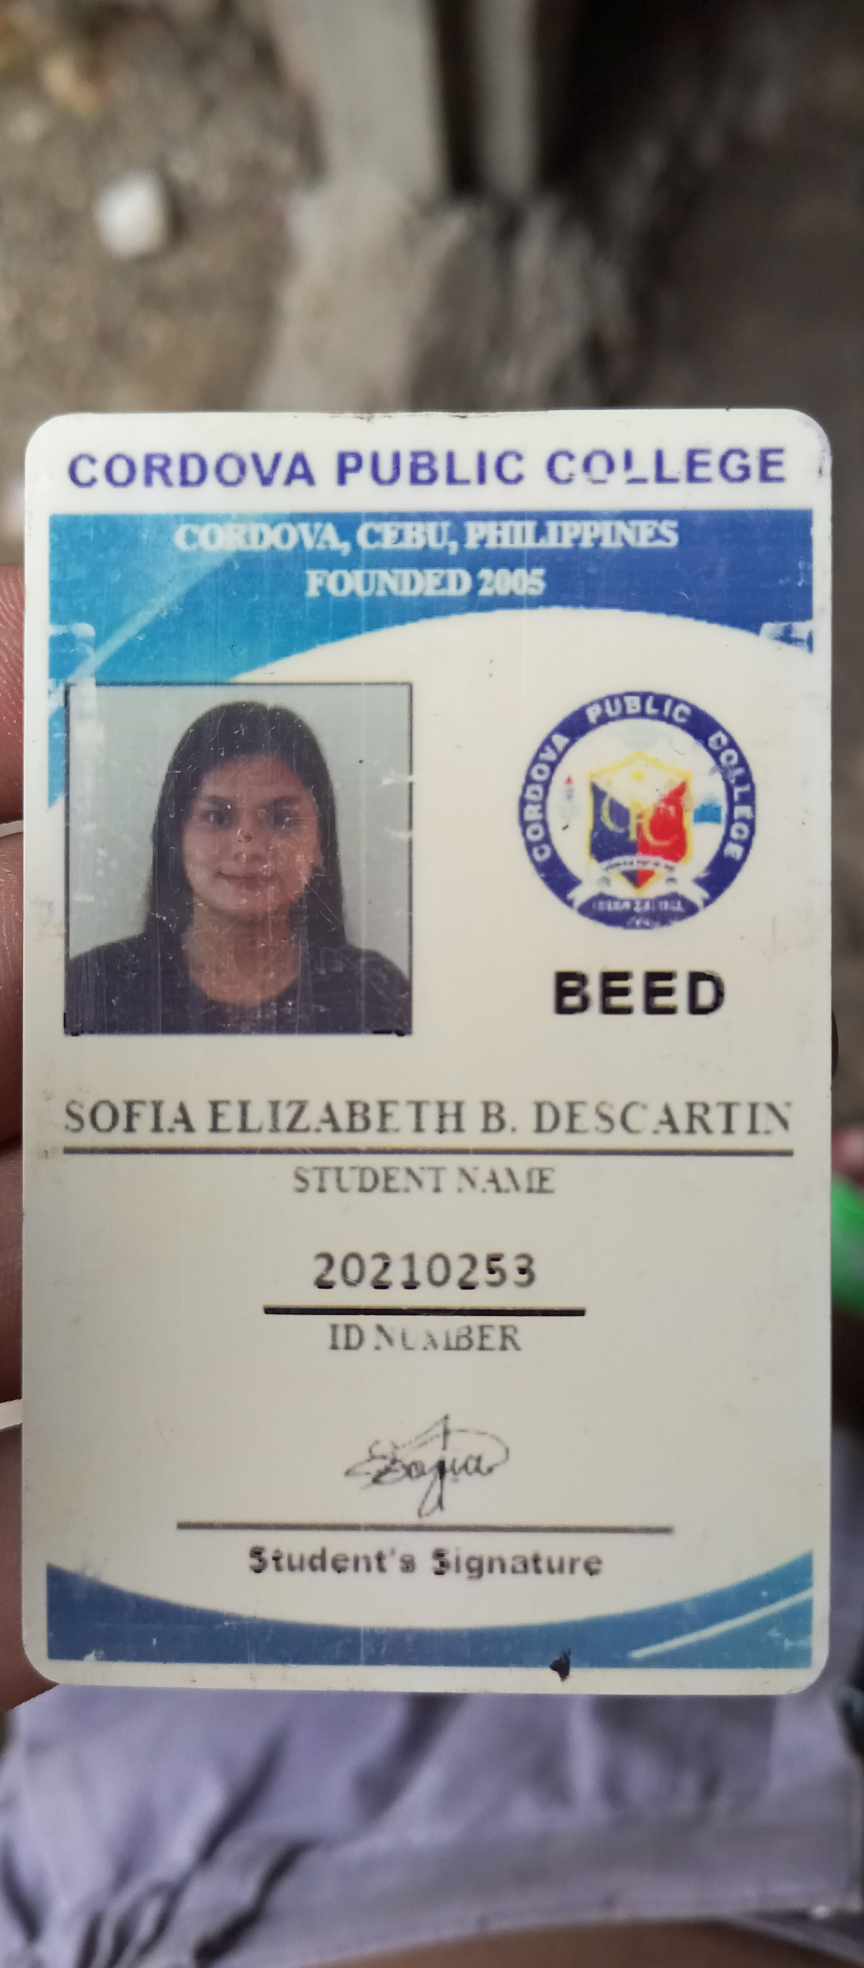 CORDOVA PUBLIC COLLEGE
CORDOVA, CEBU, PHILIPPINES
FOUNDED 2005
CORDOVA PUBLIC COLLEGE
CPC
BEED
SOFIA ELIZABETH B. DESCARTIN
STUDENT NAME
20210253
ID NUMBER
Sofia
Student's Signature